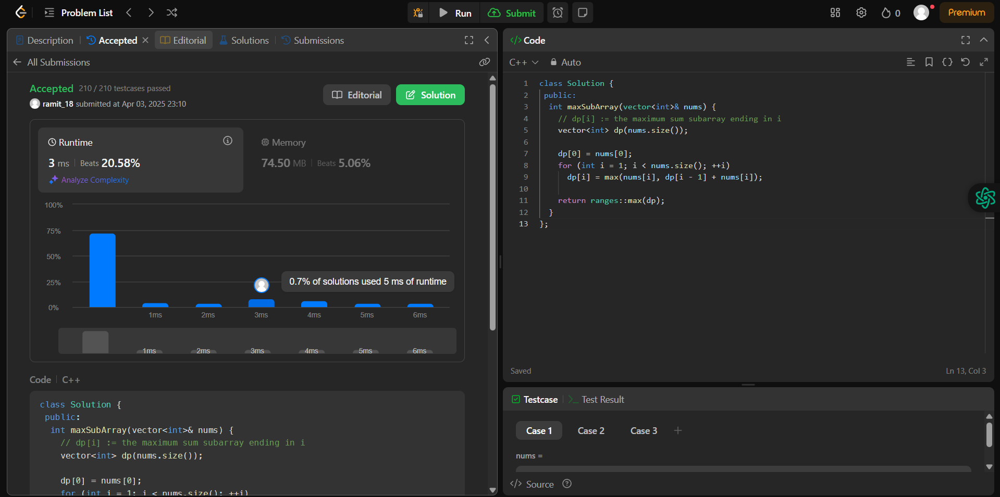 Problem List
Run
Submit
0
Premium
Description
Accepted
Editorial
Solutions
Submissions
All Submissions
Accepted 210 / 210 testcases passed
ramit_18 submitted at Apr 03, 2025 23:10
Editorial
Solution
Runtime
3 ms Beats 20.58%
Analyze Complexity
Memory
74.50 MB Beats 5.06%
100%
75%
50%
25%
0%
0.7% of solutions used 5 ms of runtime
1ms 2ms 3ms 4ms 5ms 6ms
1ms 2ms 3ms 4ms 5ms 6ms
Code C++
class Solution {
public:
int maxSubArray(vector<int>& nums) {
// dp[i] := the maximum sum subarray ending in i
vector<int> dp(nums.size());
dp[0] = nums[0];
for (int i = 1; i < nums.size(); ++i)
</> Code
C++ Auto
1 class Solution {
2 public:
3 int maxSubArray(vector<int>& nums) {
4 // dp[i] := the maximum sum subarray ending in i
5 vector<int> dp(nums.size());
6
7 dp[0] = nums[0];
8 for (int i = 1; i < nums.size(); ++i)
9 dp[i] = max(nums[i], dp[i - 1] + nums[i]);
10
11 return ranges::max(dp);
12 }
13 };
Saved
Ln 13, Col 3
Testcase
>_ Test Result
Case 1 Case 2 Case 3 +
nums =
</> Source ?